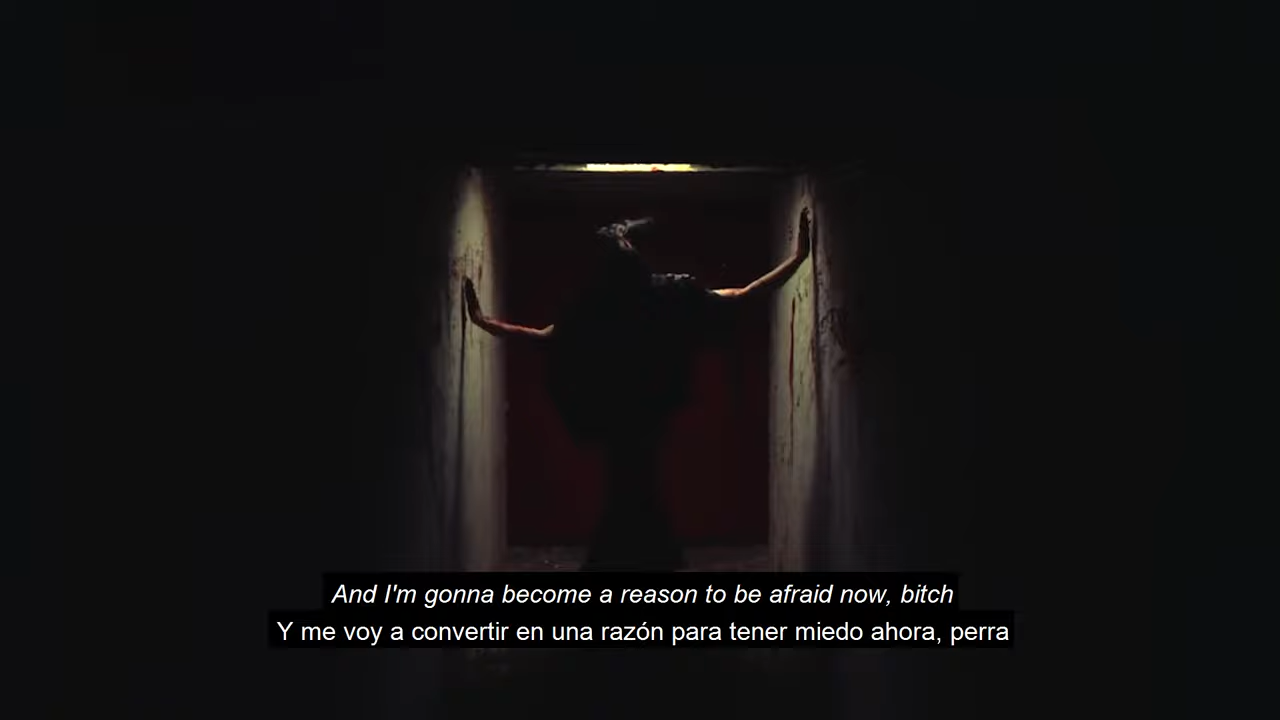 And I'm gonna become a reason to be afraid now, bitch
Y me voy a convertir en una razón para tener miedo ahora, perra